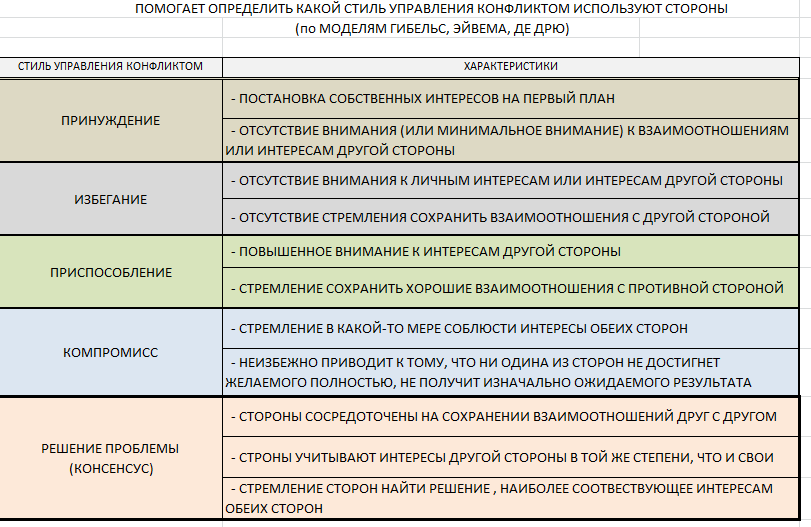 ПОМОГАЕТ ОПРЕДЕЛИТЬ КАКОЙ СТИЛЬ УПРАВЛЕНИЯ КОНФЛИКТОМ ИСПОЛЬЗУЮТ СТОРОНЫ
(по МОДЕЛЯМ ГИБЕЛЬС, ЭЙВЕМА, ДЕ ДРЮ)
СТИЛЬ УПРАВЛЕНИЯ КОНФЛИКТОМ
ХАРАКТЕРИСТИКИ
ПРИНУЖДЕНИЕ
- ПОСТАНОВКА СОБСТВЕННЫХ ИНТЕРЕСОВ НА ПЕРВЫЙ ПЛАН
- ОТСУТСТВИЕ ВНИМАНИЯ (ИЛИ МИНИМАЛЬНОЕ ВНИМАНИЕ) К ВЗАИМООТНОШЕНИЯМ
ИЛИ ИНТЕРЕСАМ ДРУГОЙ СТОРОНЫ
ИЗБЕГАНИЕ
- ОТСУТСТВИЕ ВНИМАНИЯ К ЛИЧНЫМ ИНТЕРЕСАМ ИЛИ ИНТЕРЕСАМ ДРУГОЙ СТОРОНЫ
- ОТСУТСТВИЕ СТРЕМЛЕНИЯ СОХРАНИТЬ ВЗАИМООТНОШЕНИЯ С ДРУГОЙ СТОРОНОЙ
ПРИСПОСОБЛЕНИЕ
- ПОВЫШЕННОЕ ВНИМАНИЕ К ИНТЕРЕСАМ ДРУГОЙ СТОРОНЫ
- СТРЕМЛЕНИЕ СОХРАНИТЬ ХОРОШИЕ ВЗАИМООТНОШЕНИЯ С ПРОТИВНОЙ СТОРОНОЙ
КОМПРОМИСС
- СТРЕМЛЕНИЕ В КАКОЙ-ТО МЕРЕ СОБЛЮСТИ ИНТЕРЕСЫ ОБЕИХ СТОРОН
- НЕИЗБЕЖНО ПРИВОДИТ К ТОМУ, ЧТО НИ ОДИНА ИЗ СТОРОН НЕ ДОСТИГНЕТ
ЖЕЛАЕМОГО ПОЛНОСТЬЮ, НЕ ПОЛУЧИТ ИЗНАЧАЛЬНО ОЖИДАЕМОГО РЕЗУЛЬТАТА
РЕШЕНИЕ ПРОБЛЕМЫ
(КОНСЕНСУС)
- СТОРОНЫ СОСРЕДОТОЧЕНЫ НА СОХРАНЕНИИ ВЗАИМООТНОШЕНИЙ ДРУГ С ДРУГОМ
- СТРОНЫ УЧИТЫВАЮТ ИНТЕРЕСЫ ДРУГОЙ СТОРОНЫ В ТОЙ ЖЕ СТЕПЕНИ, ЧТО И СВОИ
- СТРЕМЛЕНИЕ СТОРОН НАЙТИ РЕШЕНИЕ , НАИБОЛЕЕ СООТВЕСТВУЮЩЕЕ ИНТЕРЕСАМ
ОБЕИХ СТОРОН